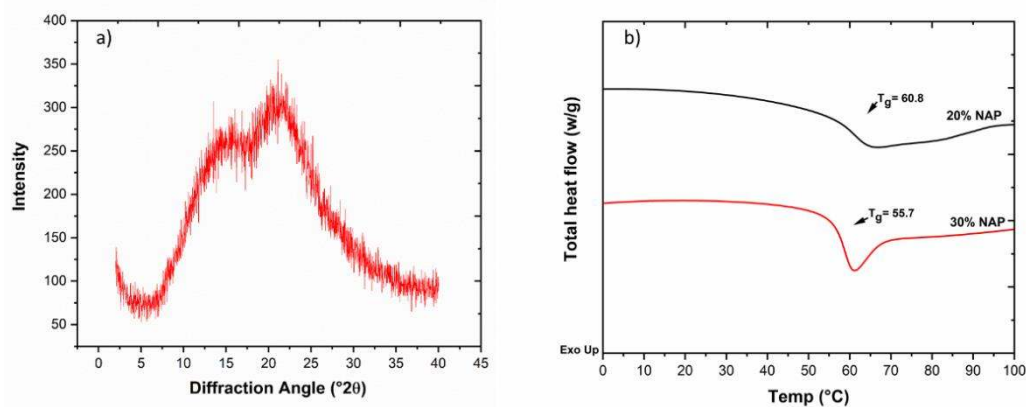 a)
400
350
300
250
200
150
100
50
Intensity
0 5 10 15 20 25 30 35 40 45
Diffraction Angle (°2θ)
b)
Total heat flow (w/g)
Tg= 60.8
20% NAP
Tg= 55.7
30% NAP
Exo Up
0 10 20 30 40 50 60 70 80 90 100
Temp (°C)